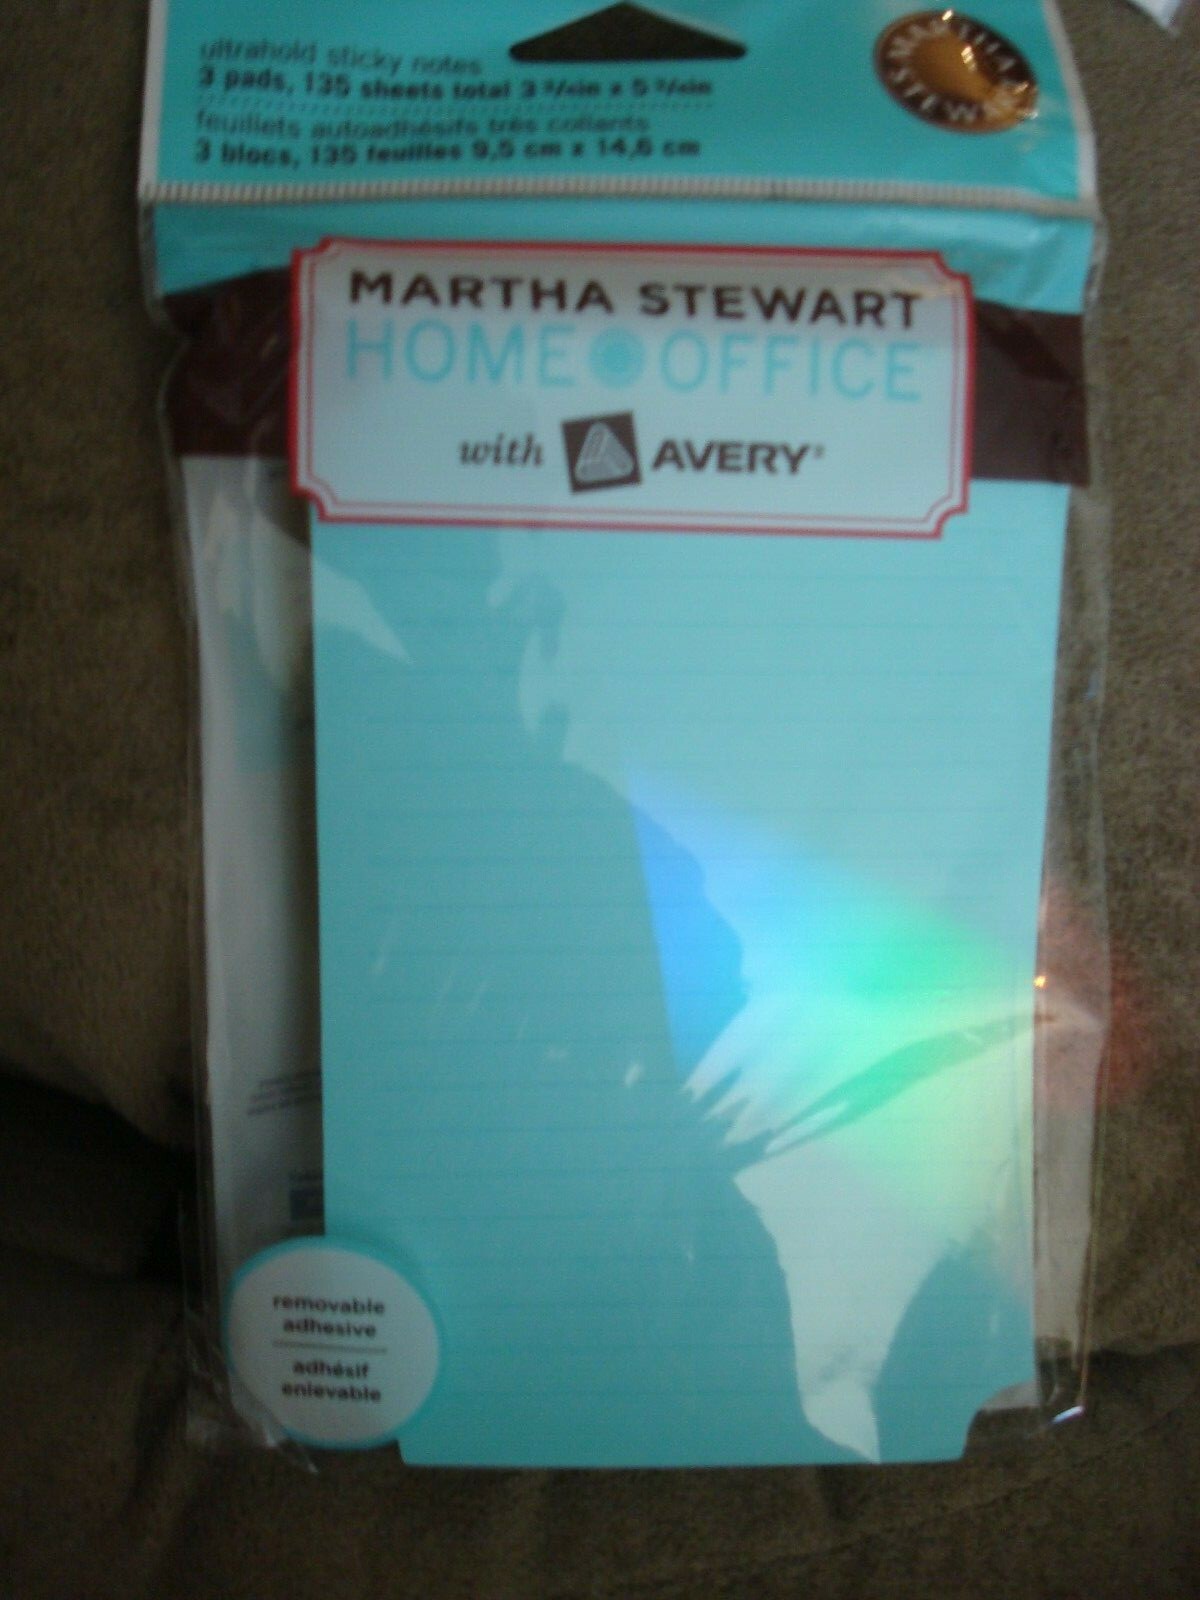 ultrahold sticky notes
3 pads, 135 sheets total 3 3/4in x 5 3/4in
feuillets autoadhésifs très collants
3 blocs, 135 feuilles 9,5 cm x 14,6 cm
MARTHA STEWART
MARTHA STEWART
HOME OFFICE
with AVERY
removable
adhesive
adhésif
enlevable